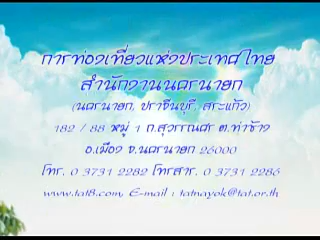 การท่องเที่ยวแห่งประเทศไทย
สำนักงานนครนายก
(นครนายก, ปราจีนบุรี, สระแก้ว)
182 / 88 หมู่ 1 ถ.สุวรรณศร ต.ท่าช้าง
อ.เมือง จ.นครนายก 26000
โทร. 0 3731 2282 โทรสาร. 0 3731 2286
www.tat8.com, E-mail : tatnayok@tat.or.th